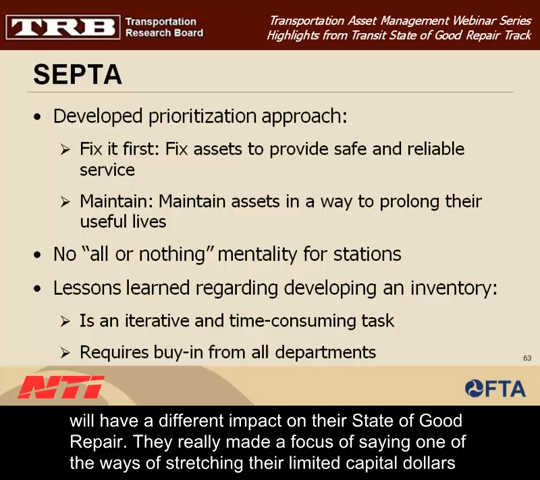 TRB Transportation Research Board
Transportation Asset Management Webinar Series
Highlights from Transit State of Good Repair Track
SEPTA
• Developed prioritization approach:
➢ Fix it first: Fix assets to provide safe and reliable
service
➢ Maintain: Maintain assets in a way to prolong their
useful lives
• No “all or nothing” mentality for stations
• Lessons learned regarding developing an inventory:
➢ Is an iterative and time-consuming task
➢ Requires buy-in from all departments
63
NTI
FTA
will have a different impact on their State of Good
Repair. They really made a focus of saying one of
the ways of stretching their limited capital dollars